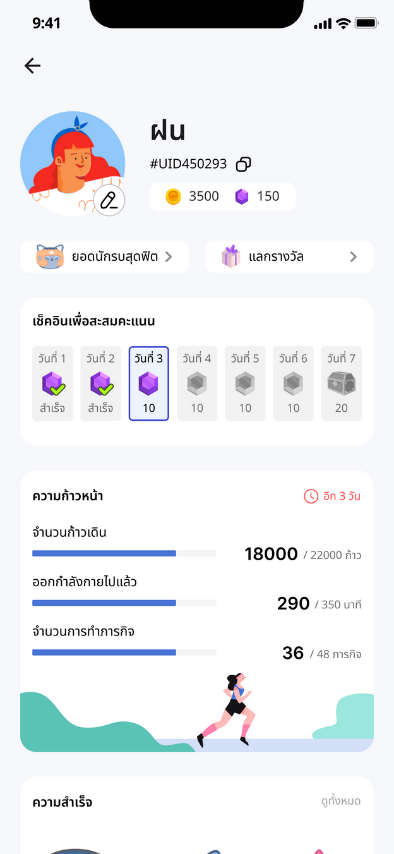 9:41
ฝน
#UID450293
3500 150
ยอดนักรบสุดฟิต แลกรางวัล
เช็คอินเพื่อสะสมคะแนน
วันที่ 1 วันที่ 2 วันที่ 3 วันที่ 4 วันที่ 5 วันที่ 6 วันที่ 7
สำเร็จ สำเร็จ 10 10 10 10 20
ความก้าวหน้า อีก 3 วัน
จำนวนก้าวเดิน
18000 / 22000 ก้าว
ออกกำลังกายไปแล้ว
290 / 350 นาที
จำนวนการทำภารกิจ
36 / 48 ภารกิจ
ความสำเร็จ ดูทั้งหมด